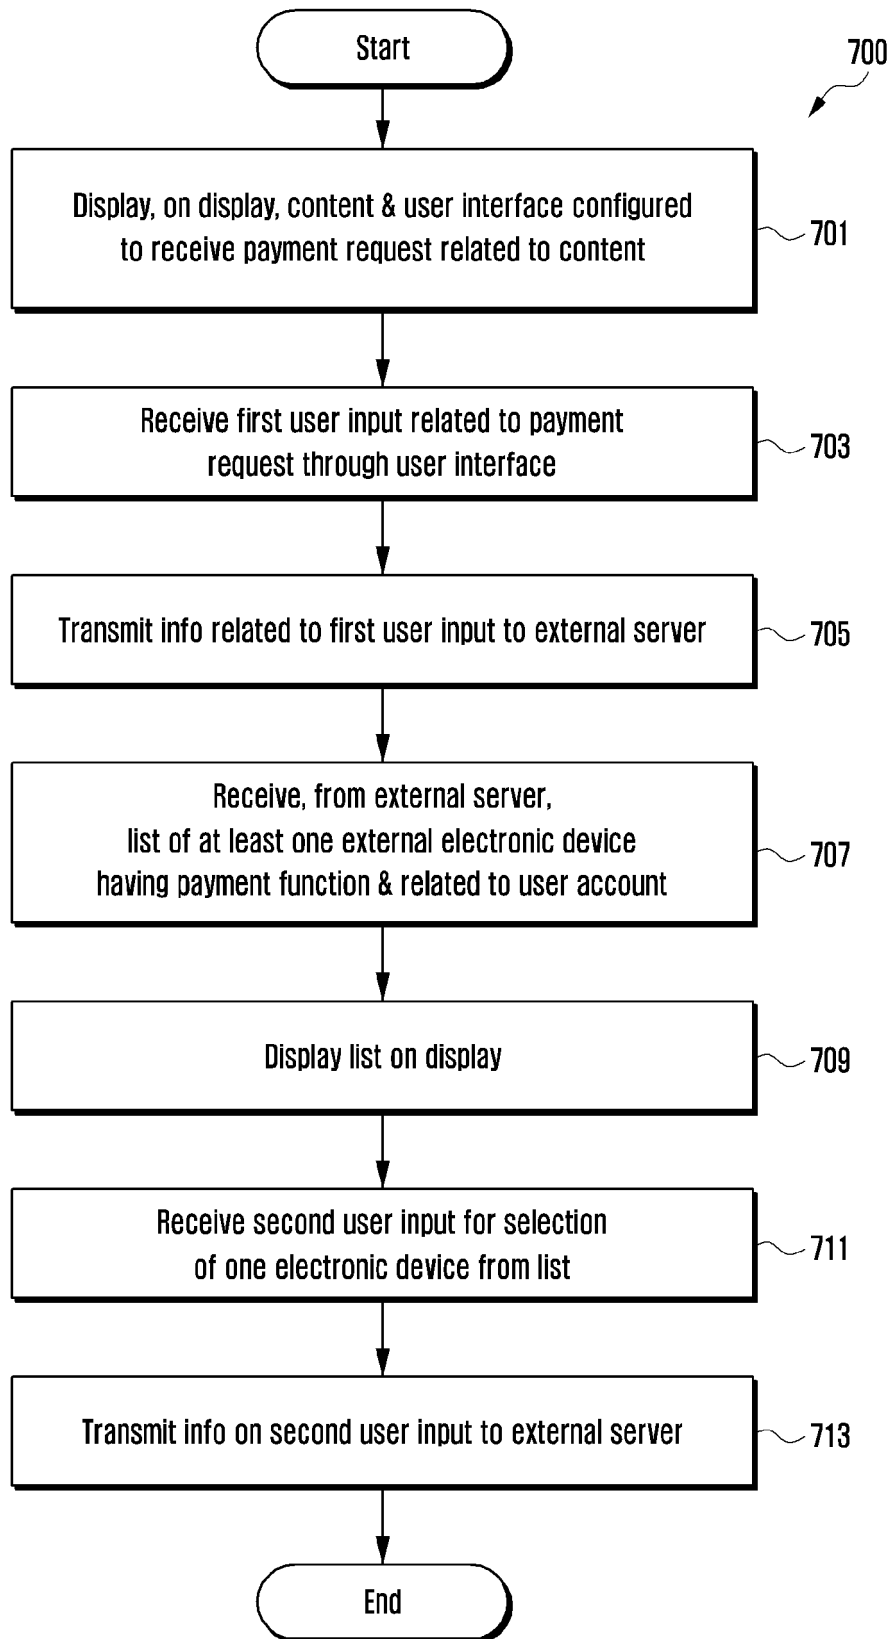 Start
700
Display, on display, content & user interface configured
to receive payment request related to content
701
Receive first user input related to payment
request through user interface
703
Transmit info related to first user input to external server
705
Receive, from external server,
list of at least one external electronic device
having payment function & related to user account
707
Display list on display
709
Receive second user input for selection
of one electronic device from list
711
Transmit info on second user input to external server
713
End